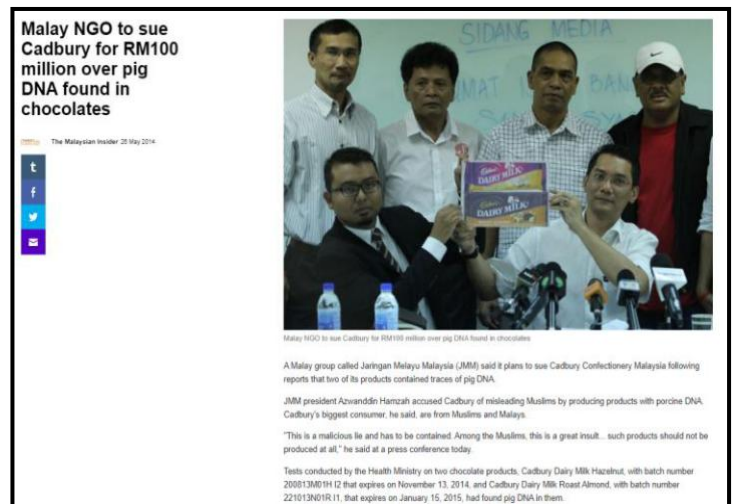 Malay NGO to sue
Cadbury for RM100
million over pig
DNA found in
chocolates
The Malaysian Insider 28 May 2014
t
f
SIDANG MEDIA
Cadbury
DAIRY MILK
Cadbury
DAIRY MILK
Malay NGO to sue Cadbury for RM100 million over pig DNA found in chocolates
A Malay group called Jaringan Melayu Malaysia (JMM) said it plans to sue Cadbury Confectionery Malaysia following
reports that two of its products contained traces of pig DNA.
JMM president Azwanddin Hamzah accused Cadbury of misleading Muslims by producing products with porcine DNA.
Cadbury's biggest consumer, he said, are from Muslims and Malays.
"This is a malicious lie and has to be contained. Among the Muslims, this is a great insult... such products should not be
produced at all," he said at a press conference today.
Tests conducted by the Health Ministry on two chocolate products, Cadbury Dairy Milk Hazelnut, with batch number
200813M01H I2 that expires on November 13, 2014, and Cadbury Dairy Milk Roast Almond, with batch number
221013N01R I1, that expires on January 15, 2015, had found pig DNA in them.